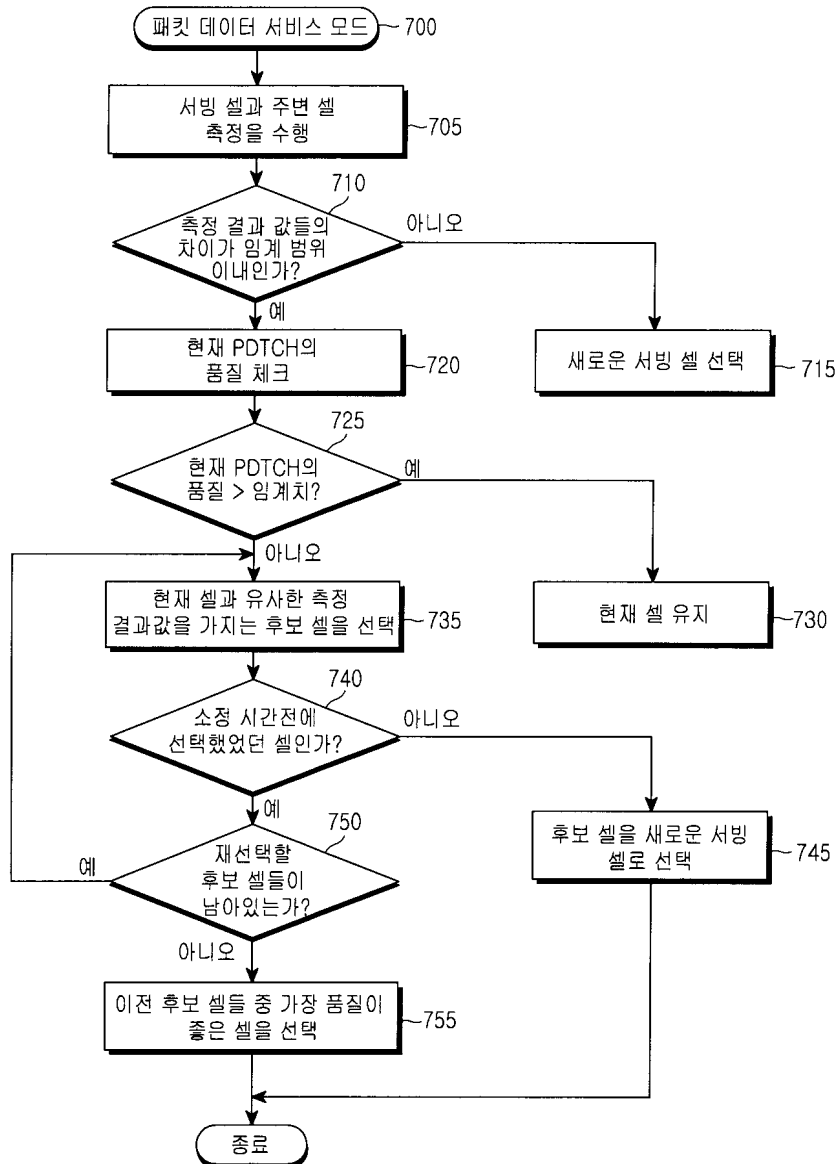 패킷 데이터 서비스 모드
700
서빙 셀과 주변 셀
측정을 수행
705
710
측정 결과 값들의
차이가 임계 범위
이내인가?
아니오
예
현재 PDTCH의
품질 체크
720
새로운 서빙 셀 선택
715
725
현재 PDTCH의
품질 > 임계치?
예
아니오
현재 셀과 유사한 측정
결과값을 가지는 후보 셀을 선택
735
현재 셀 유지
730
740
소정 시간전에
선택했었던 셀인가?
아니오
예
750
재선택할
후보 셀들이
남아있는가?
예
후보 셀을 새로운 서빙
셀로 선택
745
아니오
이전 후보 셀들 중 가장 품질이
좋은 셀을 선택
755
종료